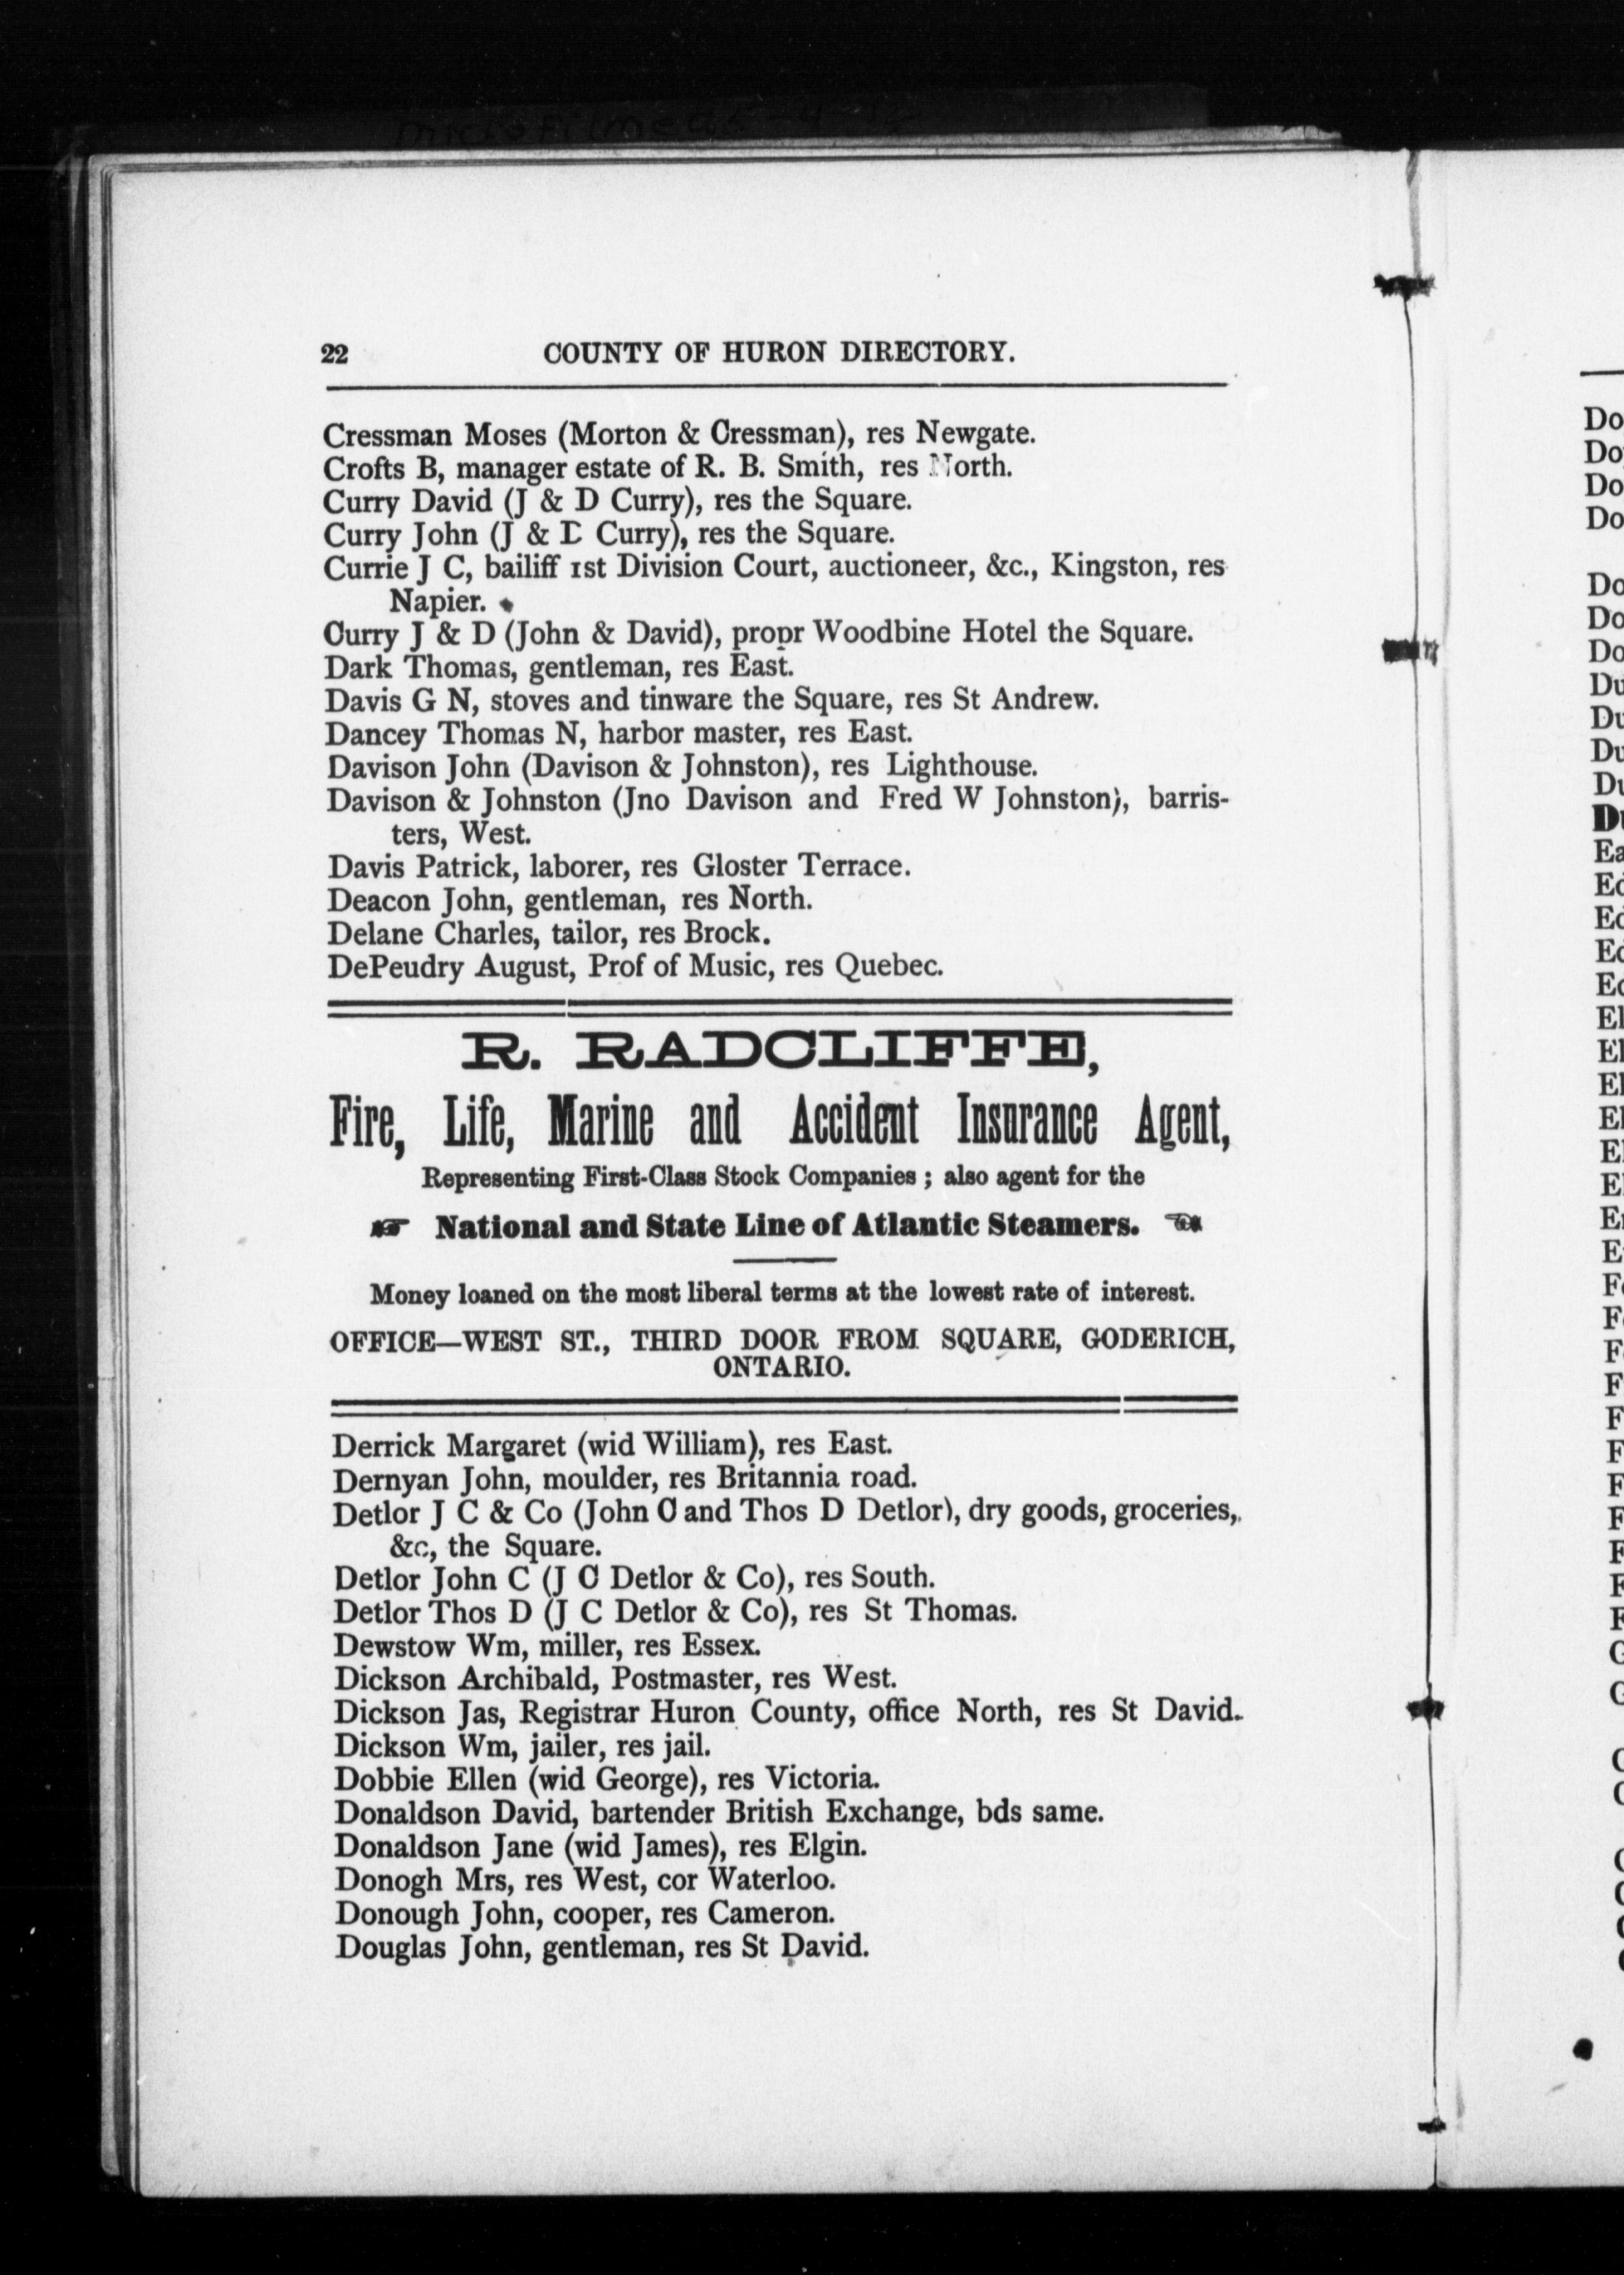 22 COUNTY OF HURON DIRECTORY.
Cressman Moses (Morton & Cressman), res Newgate.
Crofts B, manager estate of R. B. Smith, res North.
Curry David (J & D Curry), res the Square.
Curry John (J & D Curry), res the Square.
Currie J C, bailiff 1st Division Court, auctioneer, &c., Kingston, res
Napier.
Curry J & D (John & David), propr Woodbine Hotel the Square.
Dark Thomas, gentleman, res East.
Davis G N, stoves and tinware the Square, res St Andrew.
Dancey Thomas N, harbor master, res East.
Davison John (Davison & Johnston), res Lighthouse.
Davison & Johnston (Jno Davison and Fred W Johnston), barris-
ters, West.
Davis Patrick, laborer, res Gloster Terrace.
Deacon John, gentleman, res North.
Delane Charles, tailor, res Brock.
DePeudry August, Prof of Music, res Quebec.
R. RADCLIFFE,
Fire, Life, Marine and Accident Insurance Agent,
Representing First-Class Stock Companies ; also agent for the
☞ National and State Line of Atlantic Steamers. ☜
Money loaned on the most liberal terms at the lowest rate of interest.
OFFICE—WEST ST., THIRD DOOR FROM SQUARE, GODERICH,
ONTARIO.
Derrick Margaret (wid William), res East.
Dernyan John, moulder, res Britannia road.
Detlor J C & Co (John C and Thos D Detlor), dry goods, groceries,
&c, the Square.
Detlor John C (J C Detlor & Co), res South.
Detlor Thos D (J C Detlor & Co), res St Thomas.
Dewstow Wm, miller, res Essex.
Dickson Archibald, Postmaster, res West.
Dickson Jas, Registrar Huron County, office North, res St David.
Dickson Wm, jailer, res jail.
Dobbie Ellen (wid George), res Victoria.
Donaldson David, bartender British Exchange, bds same.
Donaldson Jane (wid James), res Elgin.
Donogh Mrs, res West, cor Waterloo.
Donough John, cooper, res Cameron.
Douglas John, gentleman, res St David.